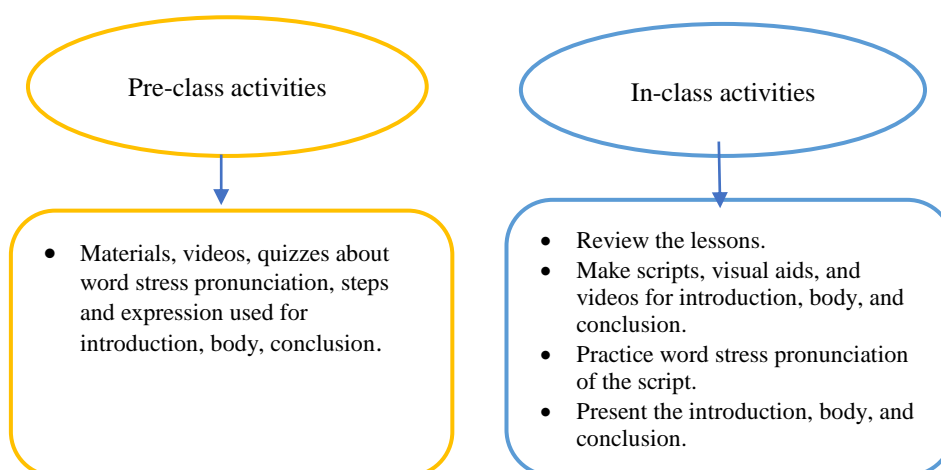 Pre-class activities
In-class activities
• Materials, videos, quizzes about
word stress pronunciation, steps
and expression used for
introduction, body, conclusion.
• Review the lessons.
• Make scripts, visual aids, and
videos for introduction, body, and
conclusion.
• Practice word stress pronunciation
of the script.
• Present the introduction, body, and
conclusion.